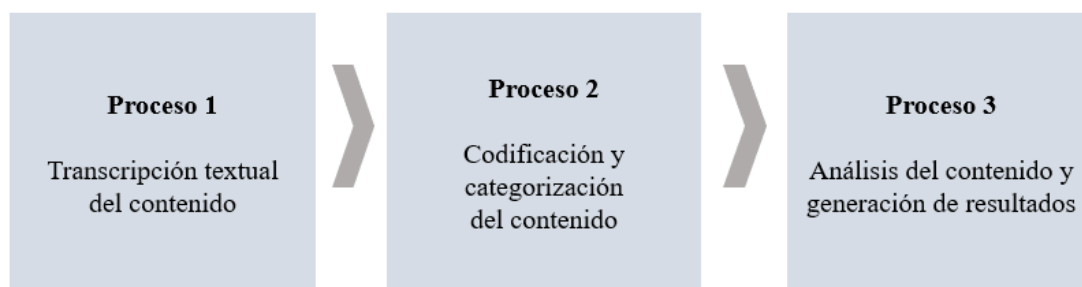 Proceso 1
Transcripción textual
del contenido
Proceso 2
Codificación y
categorización
del contenido
Proceso 3
Análisis del contenido y
generación de resultados